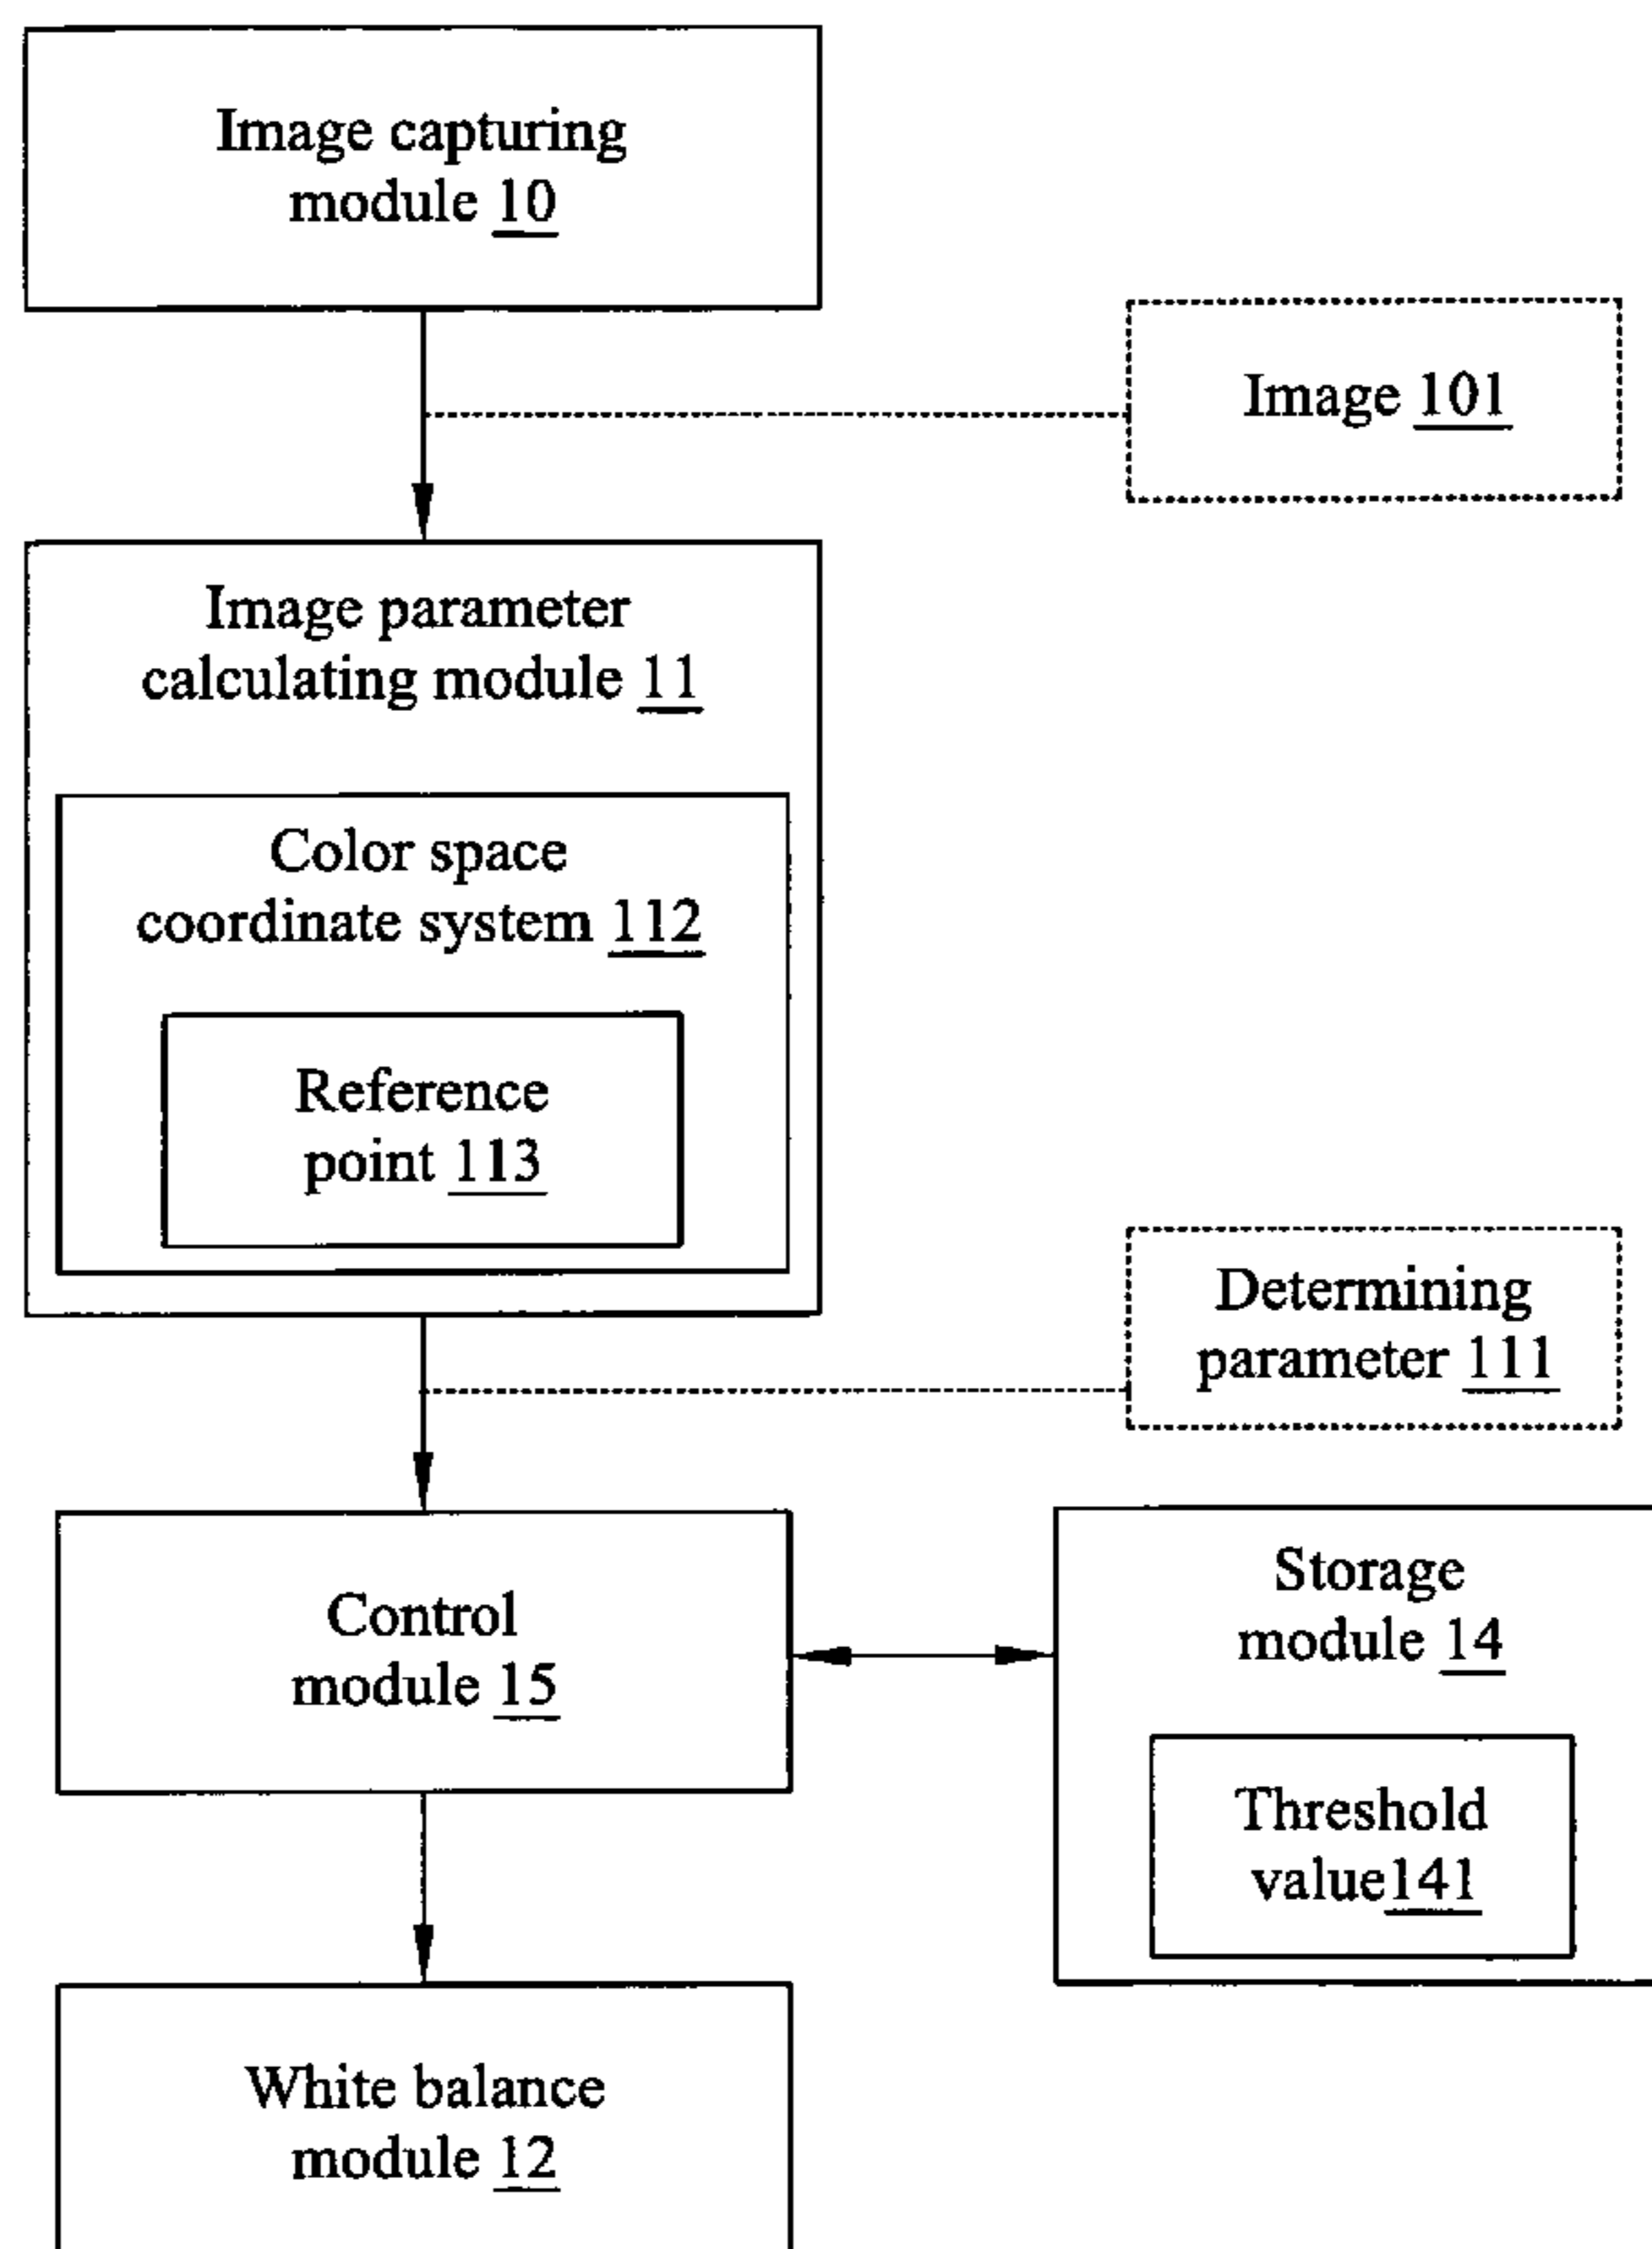 Image capturing
module 10
Image 101
Image parameter
calculating module 11
Color space
coordinate system 112
Reference
point 113
Determining
parameter 111
Control
module 15
Storage
module 14
Threshold
value141
White balance
module 12